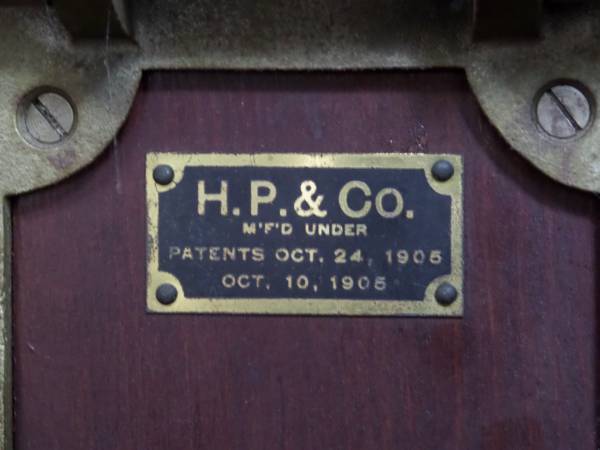 H.P. & Co.
M'F'D UNDER
PATENTS OCT. 24, 1905
OCT. 10, 1905